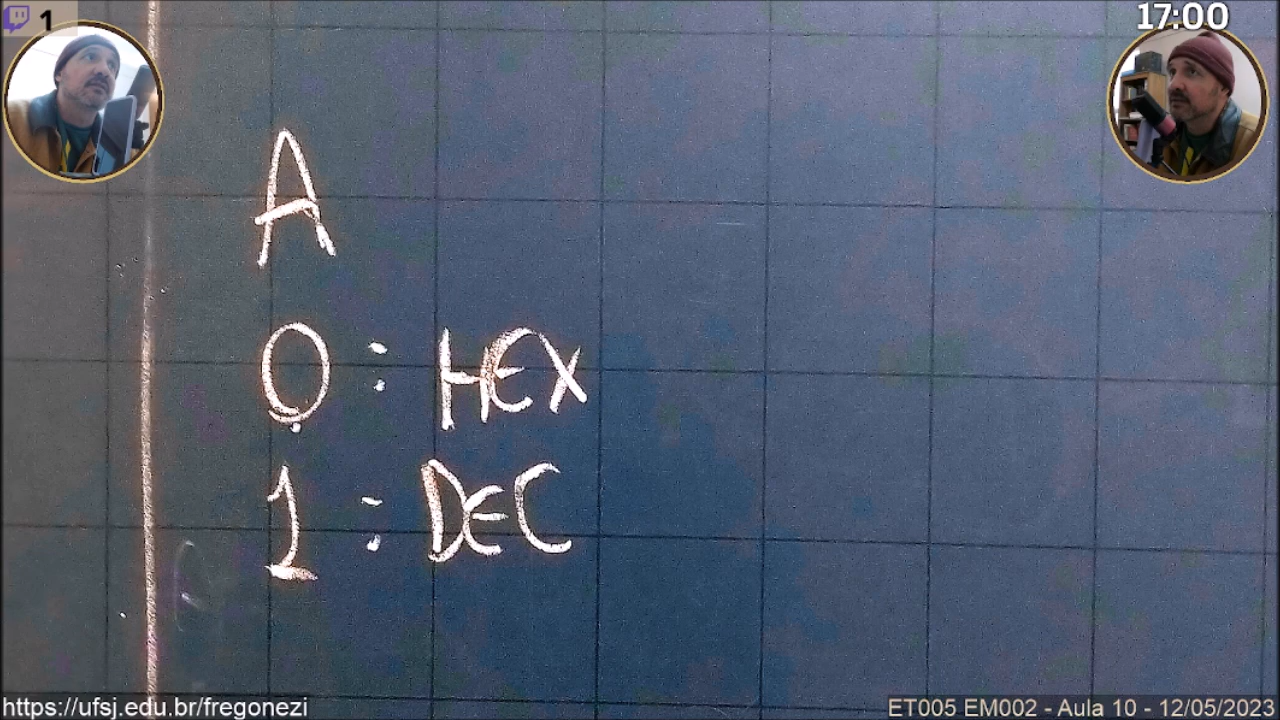 1
17:00
A
0 : HEX
1 : DEC
https://ufsj.edu.br/fregonezi
ET005 EM002 - Aula 10 - 12/05/2023